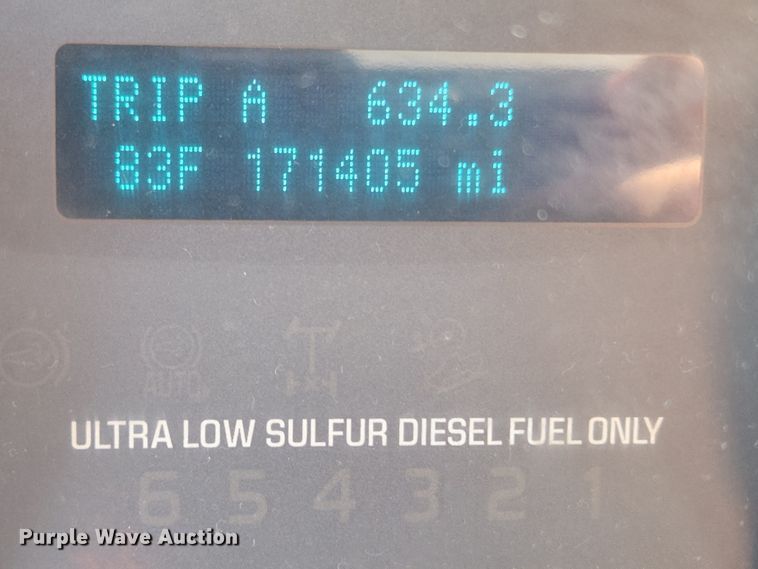 TRIP A 634.3
83F 171405 mi
AUTO
ULTRA LOW SULFUR DIESEL FUEL ONLY
6 5 4 3 2 1
Purple Wave Auction